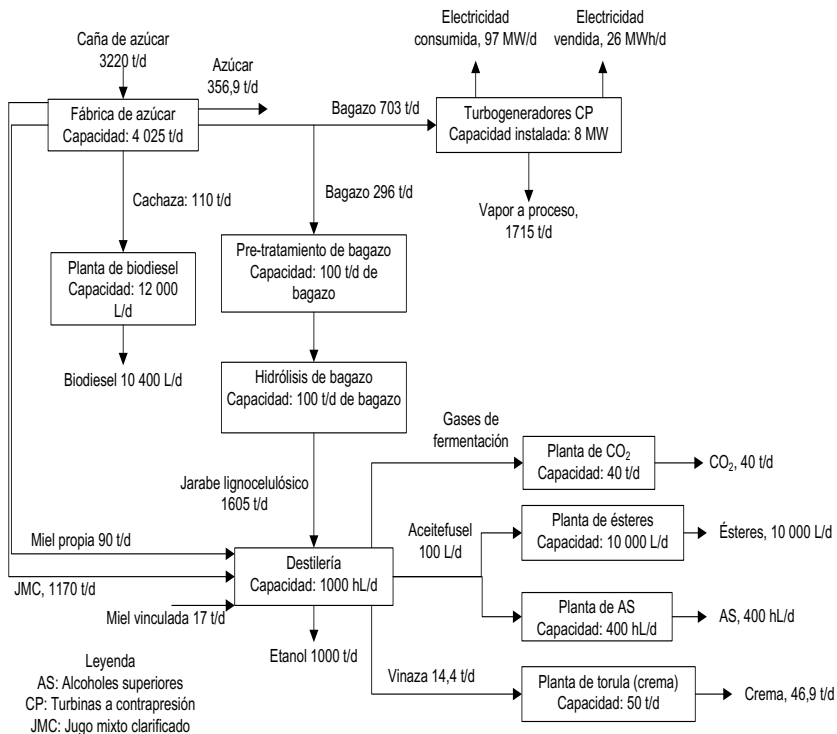 Caña de azúcar
3220 t/d
Azúcar
356,9 t/d
Electricidad
consumida, 97 MW/d
Electricidad
vendida, 26 MWh/d
Fábrica de azúcar
Capacidad: 4 025 t/d
Bagazo 703 t/d
Turbogeneradores CP
Capacidad instalada: 8 MW
Cachaza: 110 t/d
Bagazo 296 t/d
Vapor a proceso,
1715 t/d
Planta de biodiesel
Capacidad: 12 000
L/d
Pre-tratamiento de bagazo
Capacidad: 100 t/d de
bagazo
Biodiesel 10 400 L/d
Hidrólisis de bagazo
Capacidad: 100 t/d de bagazo
Gases de
fermentación
Planta de CO₂
Capacidad: 40 t/d
CO₂, 40 t/d
Jarabe lignocelulósico
1605 t/d
Miel propia 90 t/d
Aceitefusel
100 L/d
Planta de ésteres
Capacidad: 10 000 L/d
Ésteres, 10 000 L/d
Destilería
Capacidad: 1000 hL/d
JMC, 1170 t/d
Miel vinculada 17 t/d
Planta de AS
Capacidad: 400 hL/d
AS, 400 hL/d
Etanol 1000 t/d
Vinaza 14,4 t/d
Planta de torula (crema)
Capacidad: 50 t/d
Crema, 46,9 t/d
Leyenda
AS: Alcoholes superiores
CP: Turbinas a contrapresión
JMC: Jugo mixto clarificado